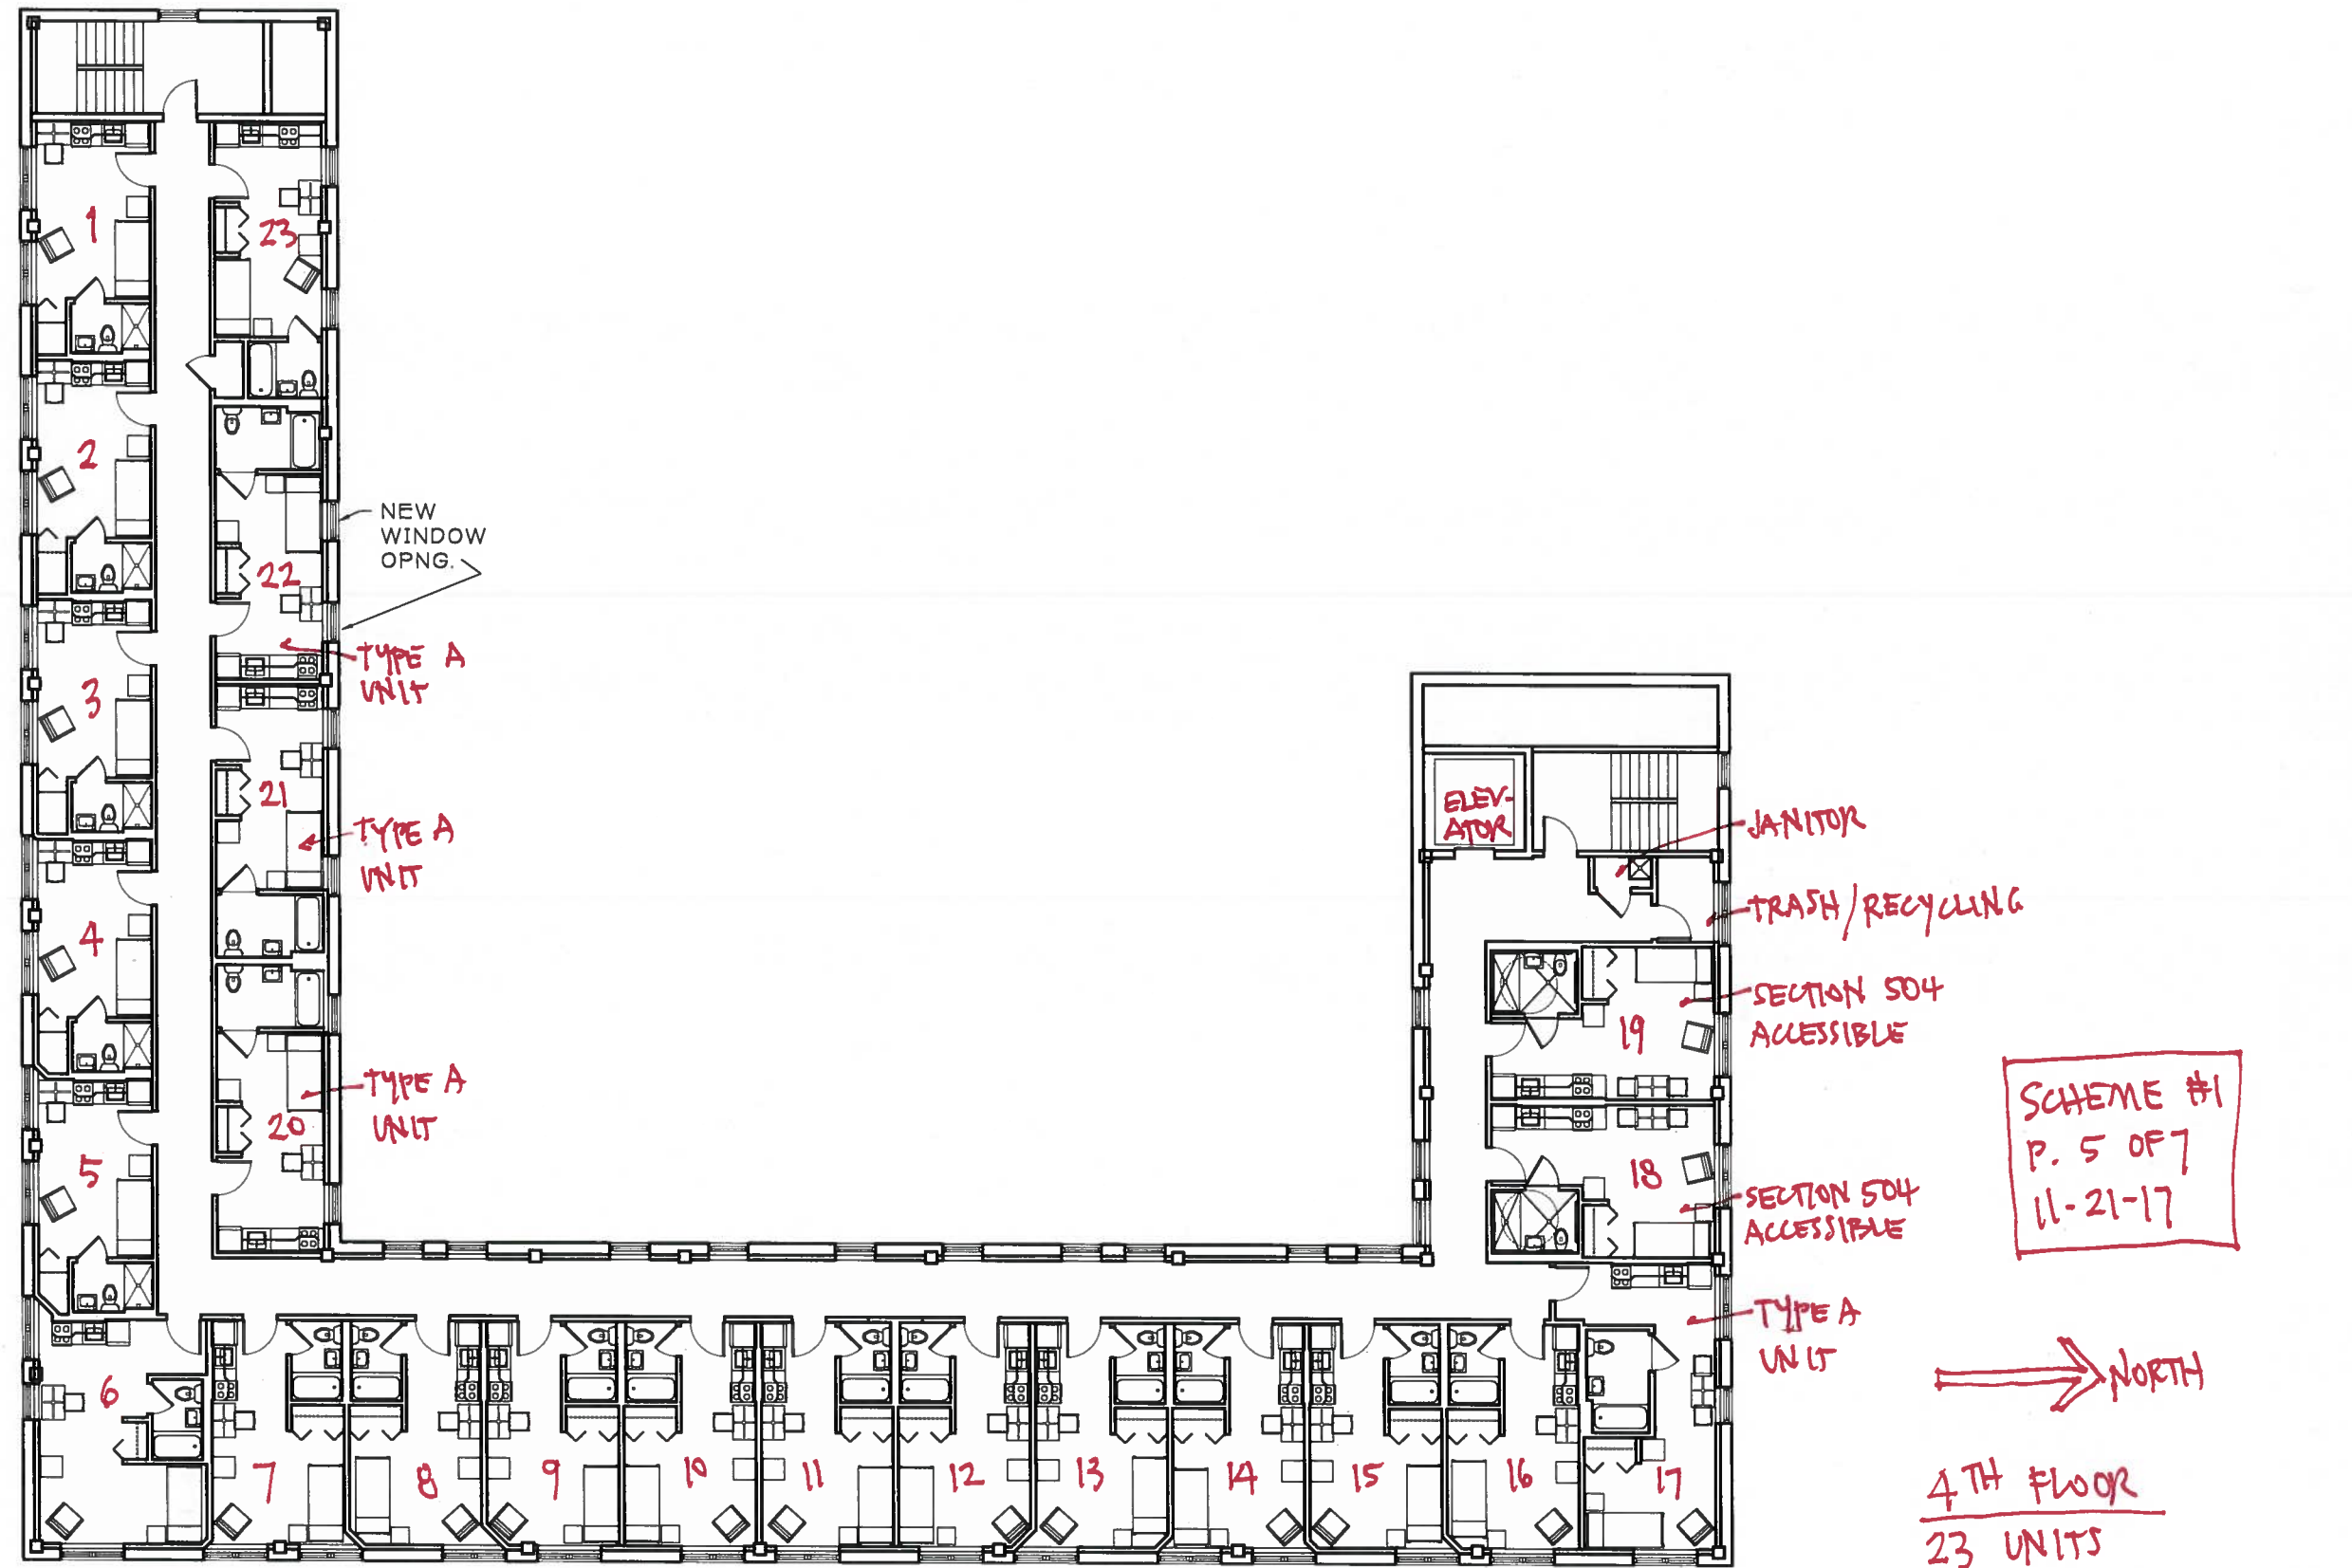 1
23
2
NEW
WINDOW
OPNG.
22
TYPE A
UNIT
3
21
TYPE A
UNIT
ELEV-
ATOR
JANITOR
TRASH/RECYCLING
4
SECTION 504
ACCESSIBLE
19
TYPE A
UNIT
20
SCHEME #1
P. 5 OF 7
11-21-17
5
18
SECTION 504
ACCESSIBLE
TYPE A
UNIT
NORTH
6
7
8
9
10
11
12
13
14
15
16
17
4TH FLOOR
23 UNITS